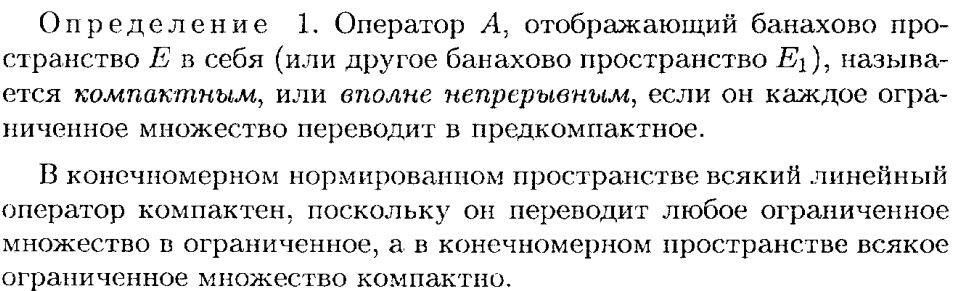 Определение 1. Оператор A, отображающий банахово про-
странство E в себя (или другое банахово пространство E₁), называ-
ется компактным, или вполне непрерывным, если он каждое огра-
ниченное множество переводит в предкомпактное.
В конечномерном нормированном пространстве всякий линейный
оператор компактен, поскольку он переводит любое ограниченное
множество в ограниченное, а в конечномерном пространстве всякое
ограниченное множество компактно.